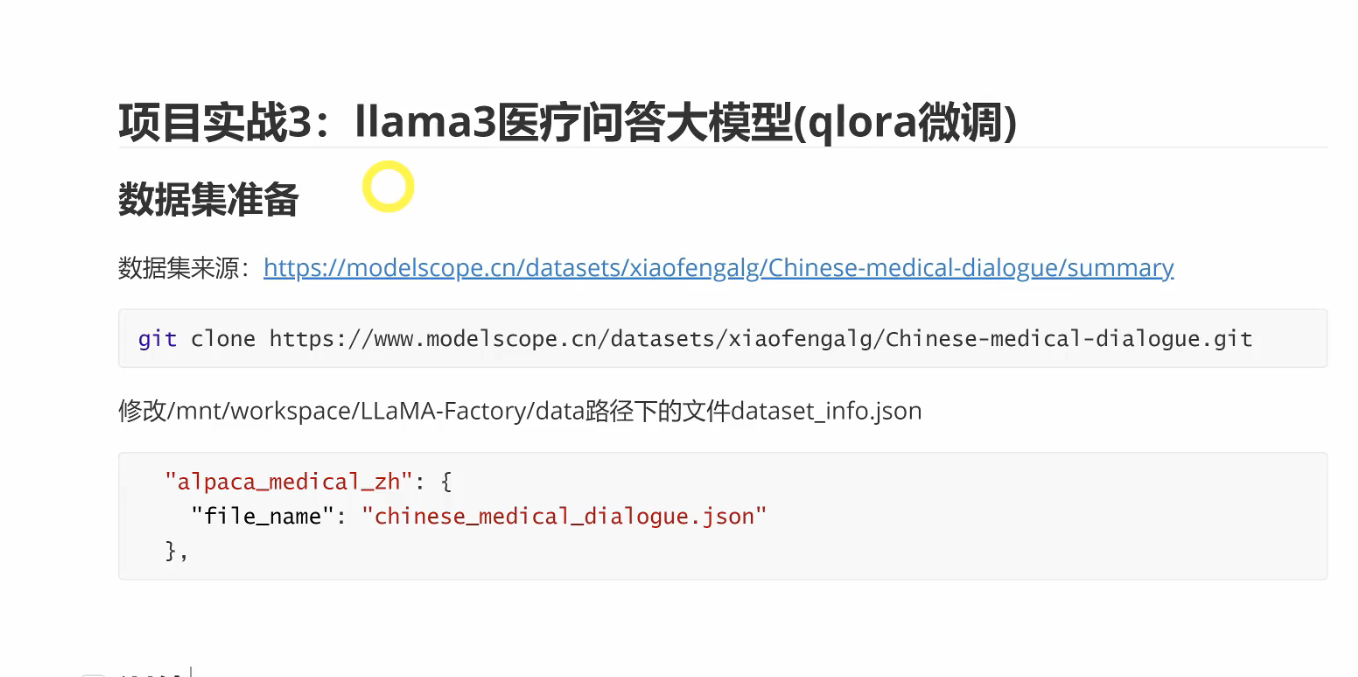 项目实战3：llama3医疗问答大模型(qlora微调)
数据集准备
数据集来源：https://modelscope.cn/datasets/xiaofengalg/Chinese-medical-dialogue/summary
git clone https://www.modelscope.cn/datasets/xiaofengalg/Chinese-medical-dialogue.git
修改/mnt/workspace/LLaMA-Factory/data路径下的文件dataset_info.json
"alpaca_medical_zh": {
"file_name": "chinese_medical_dialogue.json"
},